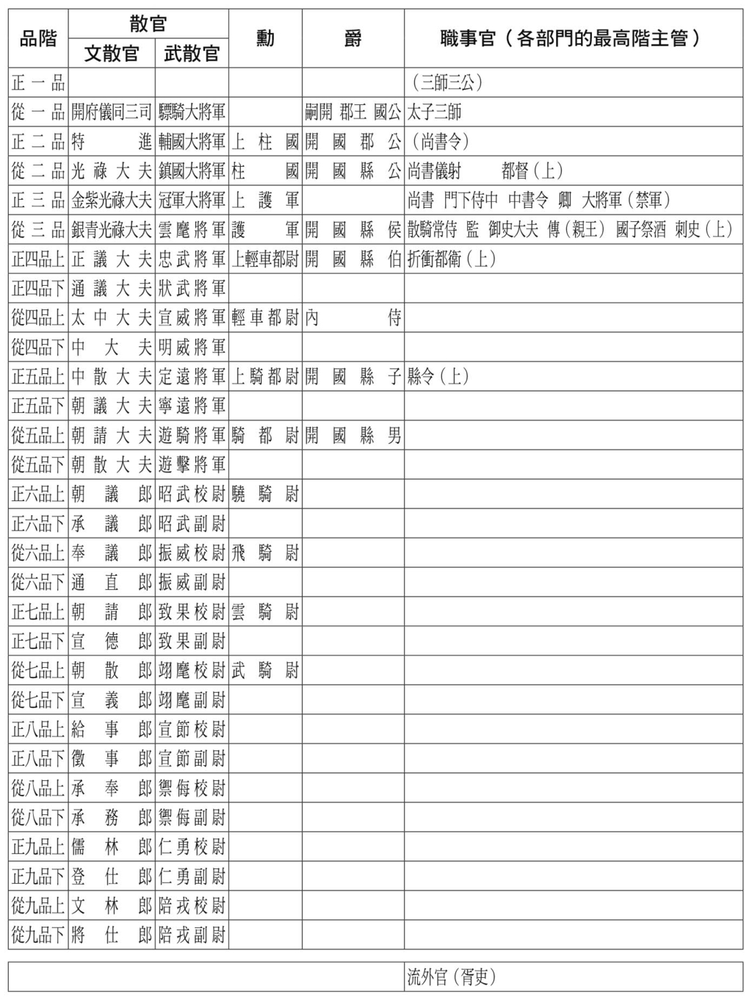 品階 散官 勳 爵 職事官（各部門的最高階主管）
文散官 武散官
正一品 （三師三公）
從一品 開府儀同三司 驃騎大將軍 嗣開 郡王 國公 太子三師
正二品 特進 輔國大將軍 上柱國 開國郡公 （尚書令）
從二品 光祿大夫 鎮國大將軍 柱國 開國縣公 尚書儀射 都督（上）
正三品 金紫光祿大夫 冠軍大將軍 上護軍 尚書 門下侍中 中書令 卿 大將軍（禁軍）
從三品 銀青光祿大夫 雲麾將軍 護軍 開國縣侯 散騎常侍 監 御史大夫 傅（親王） 國子祭酒 刺史（上）
正四品上 正議大夫 忠武將軍 上輕車都尉 開國縣伯 折衝都衛（上）
正四品下 通議大夫 狀武將軍
從四品上 太中大夫 宣威將軍 輕車都尉 內侍
從四品下 中大夫 明威將軍
正五品上 中散大夫 定遠將軍 上騎都尉 開國縣子 縣令（上）
正五品下 朝議大夫 寧遠將軍
從五品上 朝請大夫 遊騎將軍 騎都尉 開國縣男
從五品下 朝散大夫 遊擊將軍
正六品上 朝議郎 昭武校尉 驍騎尉
正六品下 承議郎 昭武副尉
從六品上 奉議郎 振威校尉 飛騎尉
從六品下 通直郎 振威副尉
正七品上 朝請郎 致果校尉 雲騎尉
正七品下 宣德郎 致果副尉
從七品上 朝散郎 翊麾校尉 武騎尉
從七品下 宣義郎 翊麾副尉
正八品上 給事郎 宣節校尉
正八品下 徵事郎 宣節副尉
從八品上 承奉郎 禦侮校尉
從八品下 承務郎 禦侮副尉
正九品上 儒林郎 仁勇校尉
正九品下 登仕郎 仁勇副尉
從九品上 文林郎 陪戎校尉
從九品下 將仕郎 陪戎副尉
流外官（胥吏）